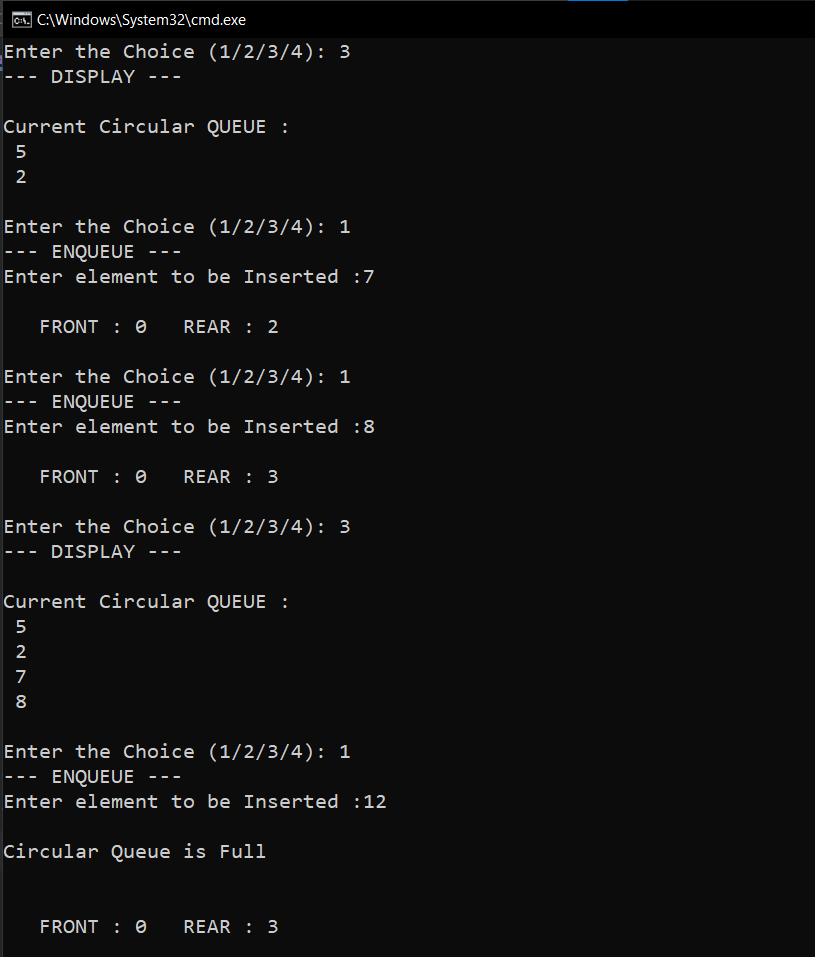 C:\Windows\System32\cmd.exe
Enter the Choice (1/2/3/4): 3
--- DISPLAY ---
Current Circular QUEUE :
5
2
Enter the Choice (1/2/3/4): 1
--- ENQUEUE ---
Enter element to be Inserted :7
FRONT : 0   REAR : 2
Enter the Choice (1/2/3/4): 1
--- ENQUEUE ---
Enter element to be Inserted :8
FRONT : 0   REAR : 3
Enter the Choice (1/2/3/4): 3
--- DISPLAY ---
Current Circular QUEUE :
5
2
7
8
Enter the Choice (1/2/3/4): 1
--- ENQUEUE ---
Enter element to be Inserted :12
Circular Queue is Full
FRONT : 0   REAR : 3